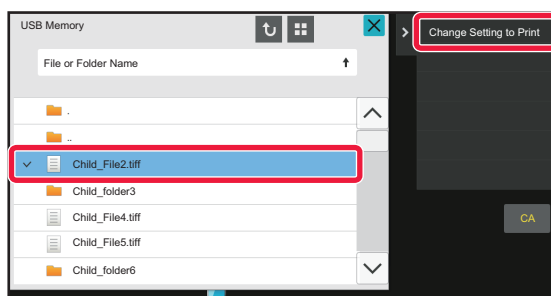 USB Memory
Change Setting to Print
File or Folder Name
.
..
Child_File2.tiff
Child_folder3
Child_File4.tiff
Child_File5.tiff
Child_folder6
CA